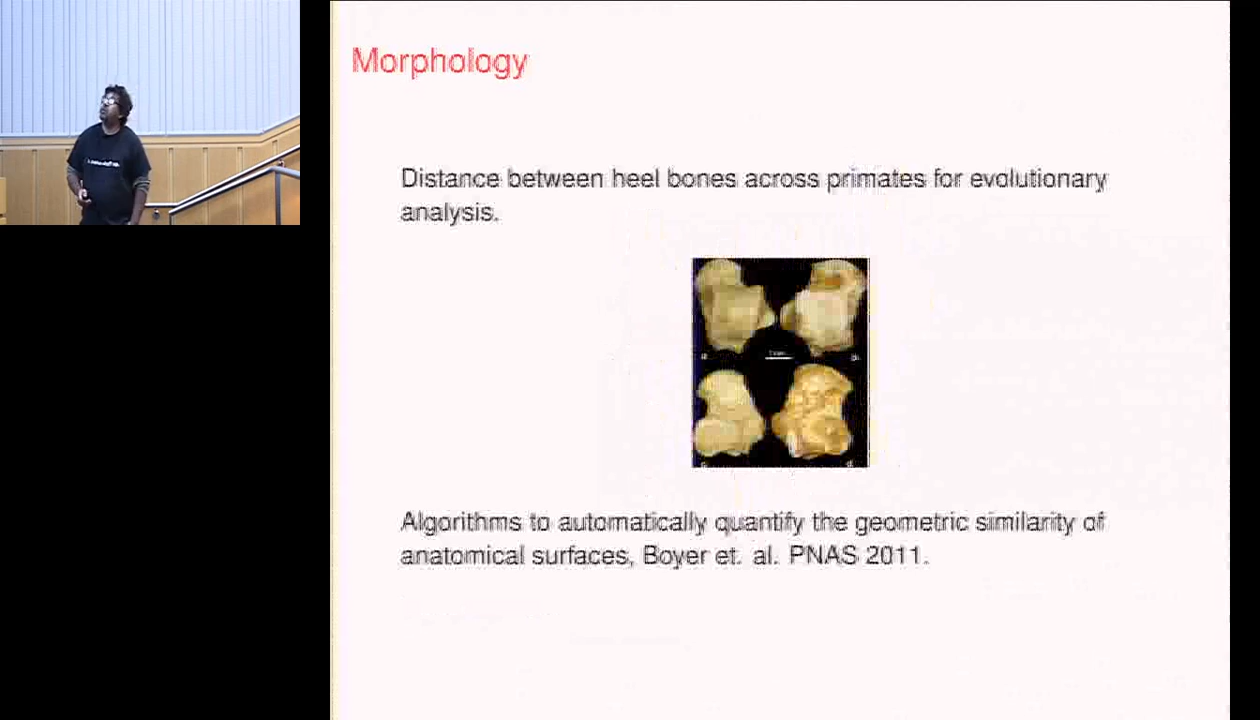 Morphology
Distance between heel bones across primates for evolutionary
analysis.
Algorithms to automatically quantify the geometric similarity of
anatomical surfaces, Boyer et. al. PNAS 2011.